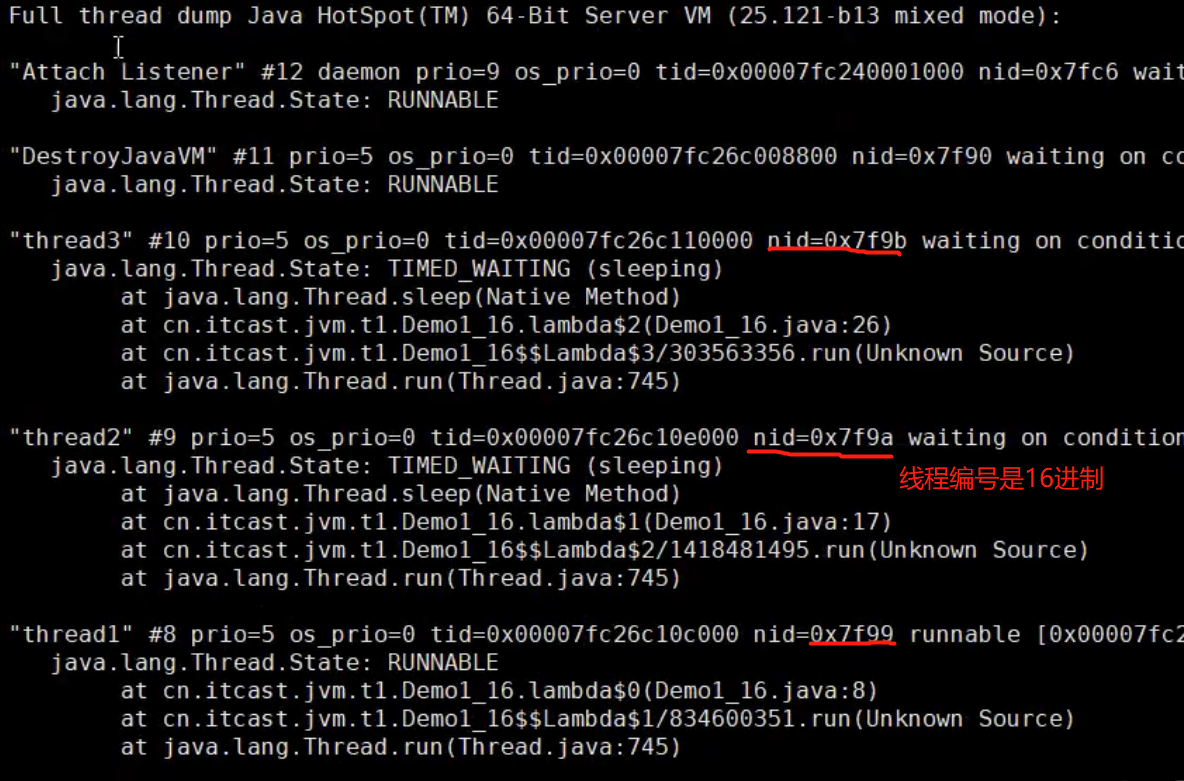 Full thread dump Java HotSpot(TM) 64-Bit Server VM (25.121-b13 mixed mode):
"Attach Listener" #12 daemon prio=9 os_prio=0 tid=0x00007fc240001000 nid=0x7fc6 wait
java.lang.Thread.State: RUNNABLE
"DestroyJavaVM" #11 prio=5 os_prio=0 tid=0x00007fc26c008800 nid=0x7f90 waiting on co
java.lang.Thread.State: RUNNABLE
"thread3" #10 prio=5 os_prio=0 tid=0x00007fc26c110000 nid=0x7f9b waiting on conditio
java.lang.Thread.State: TIMED_WAITING (sleeping)
at java.lang.Thread.sleep(Native Method)
at cn.itcast.jvm.t1.Demo1_16.lambda$2(Demo1_16.java:26)
at cn.itcast.jvm.t1.Demo1_16$$Lambda$3/303563356.run(Unknown Source)
at java.lang.Thread.run(Thread.java:745)
"thread2" #9 prio=5 os_prio=0 tid=0x00007fc26c10e000 nid=0x7f9a waiting on condition
java.lang.Thread.State: TIMED_WAITING (sleeping)
线程编号是16进制
at java.lang.Thread.sleep(Native Method)
at cn.itcast.jvm.t1.Demo1_16.lambda$1(Demo1_16.java:17)
at cn.itcast.jvm.t1.Demo1_16$$Lambda$2/1418481495.run(Unknown Source)
at java.lang.Thread.run(Thread.java:745)
"thread1" #8 prio=5 os_prio=0 tid=0x00007fc26c10c000 nid=0x7f99 runnable [0x00007fc2
java.lang.Thread.State: RUNNABLE
at cn.itcast.jvm.t1.Demo1_16.lambda$0(Demo1_16.java:8)
at cn.itcast.jvm.t1.Demo1_16$$Lambda$1/834600351.run(Unknown Source)
at java.lang.Thread.run(Thread.java:745)